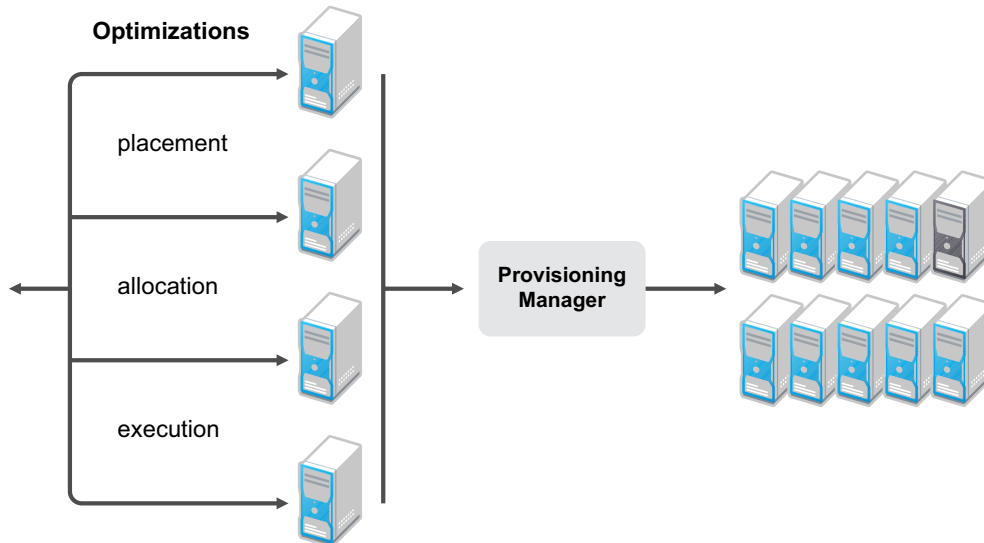 Optimizations
placement
allocation
execution
Provisioning
Manager